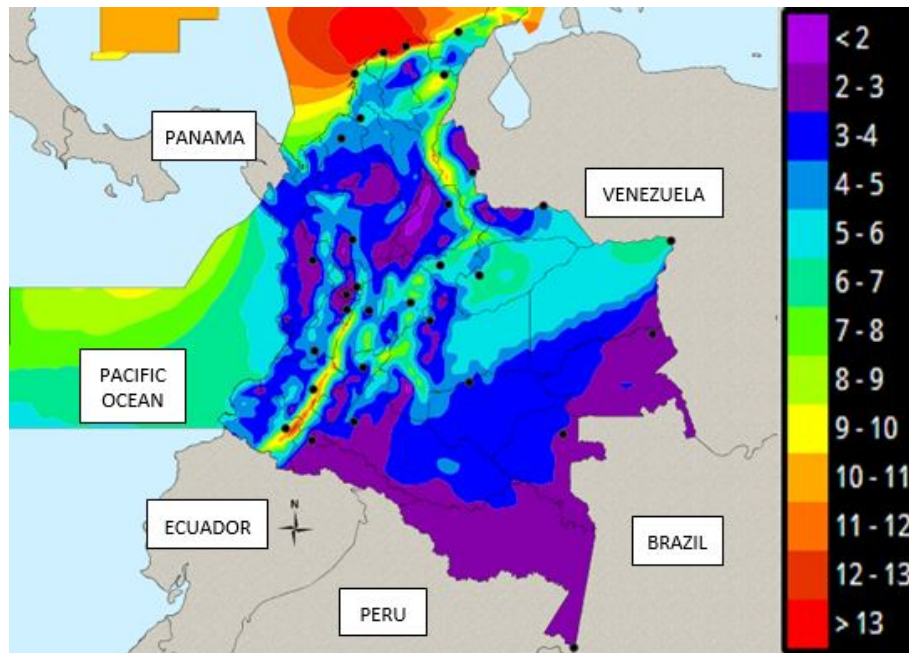 PANAMA
VENEZUELA
PACIFIC
OCEAN
ECUADOR
N
BRAZIL
PERU
< 2
2 - 3
3 -4
4 - 5
5 - 6
6 - 7
7 - 8
8 - 9
9 - 10
10 - 11
11 - 12
12 - 13
> 13